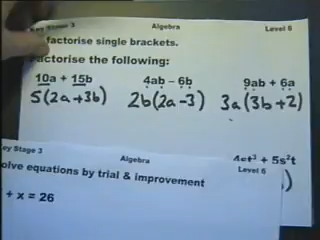 Key Stage 3 Algebra Level 6
factorise single brackets.
actorise the following:
10a + 15b 4ab – 6b 9ab + 6a
5(2a+3b) 2b(2a-3) 3a(3b+2)
ey Stage 3 Algebra Level 6
olve equations by trial & improvement
+ x = 26
+ 5s²t
)